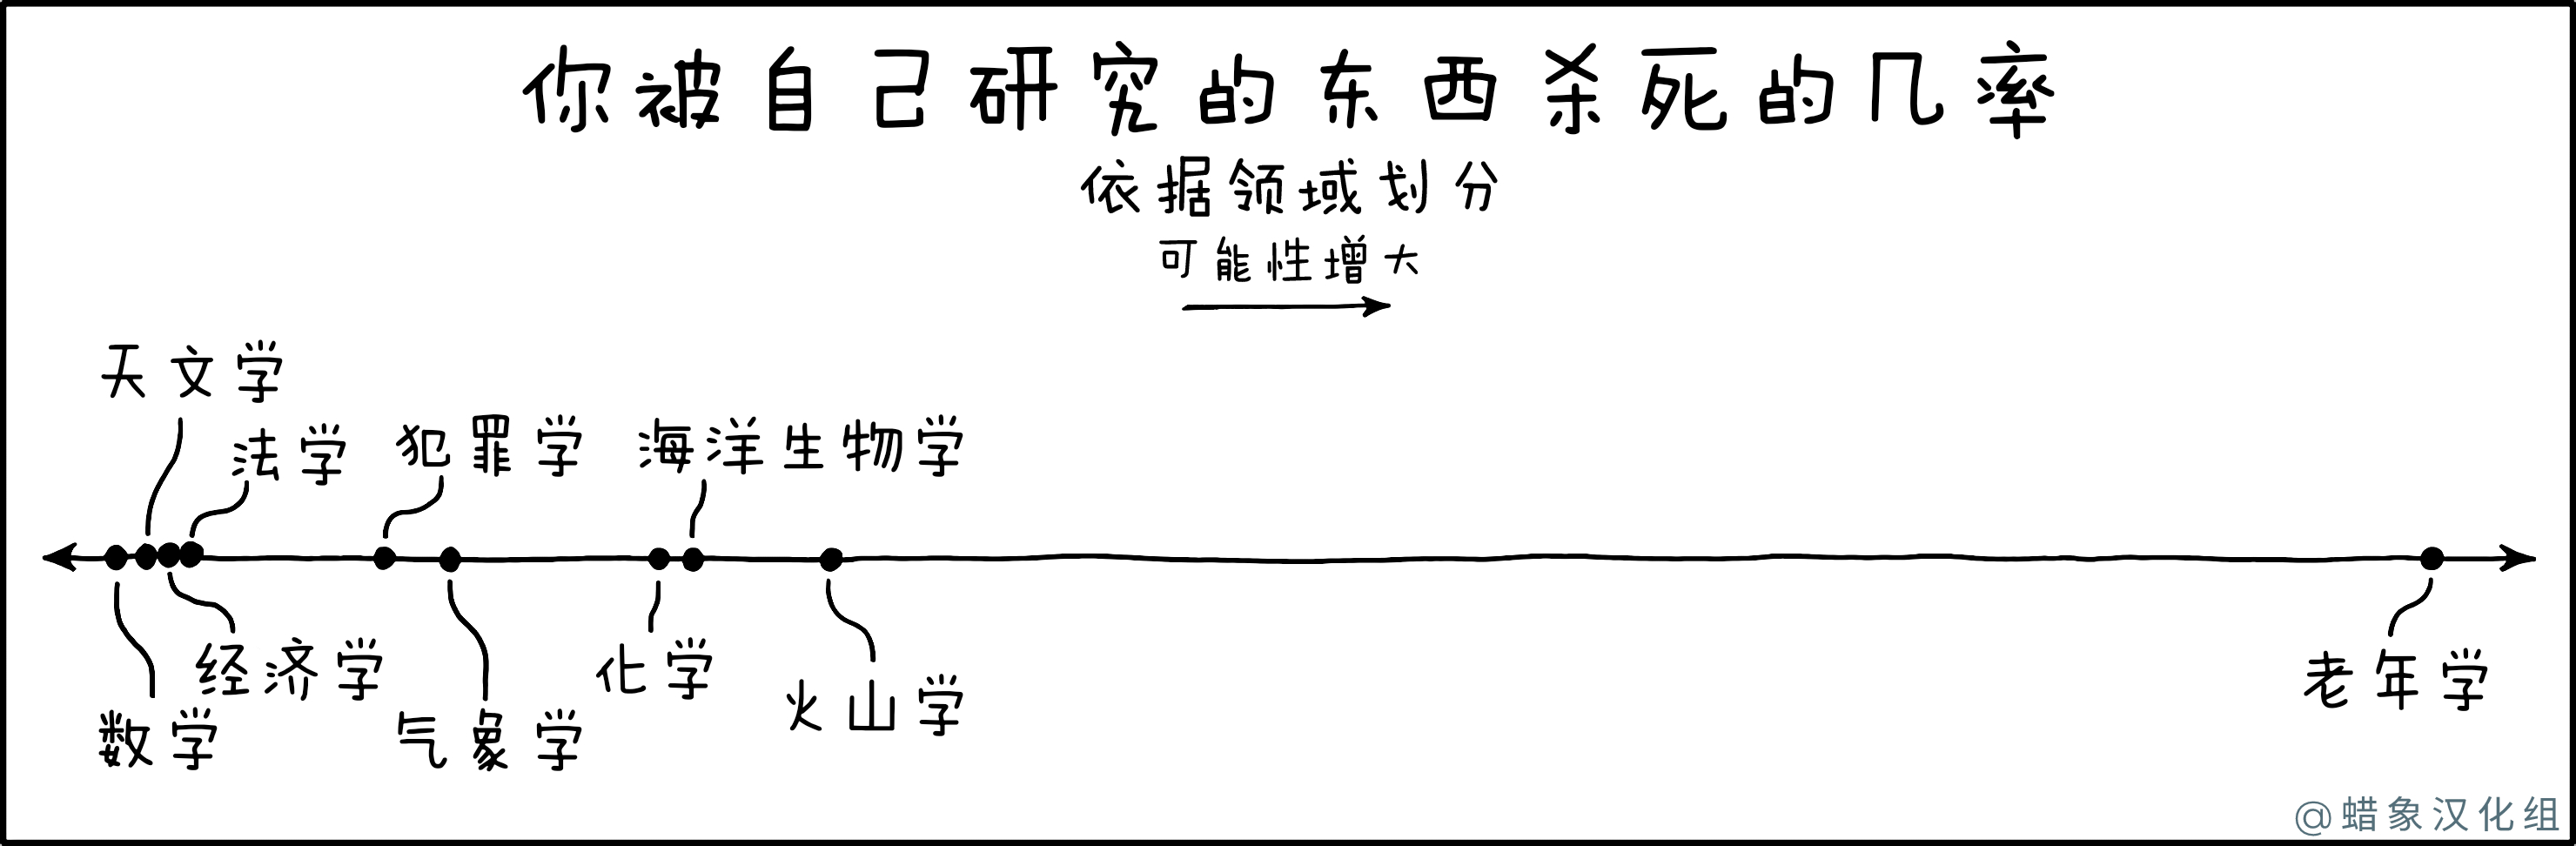 你被自己研究的东西杀死的几率
依据领域划分
可能性增大
天文学
法学
犯罪学
海洋生物学
经济学
数学
气象学
化学
火山学
老年学
@蜡象汉化组